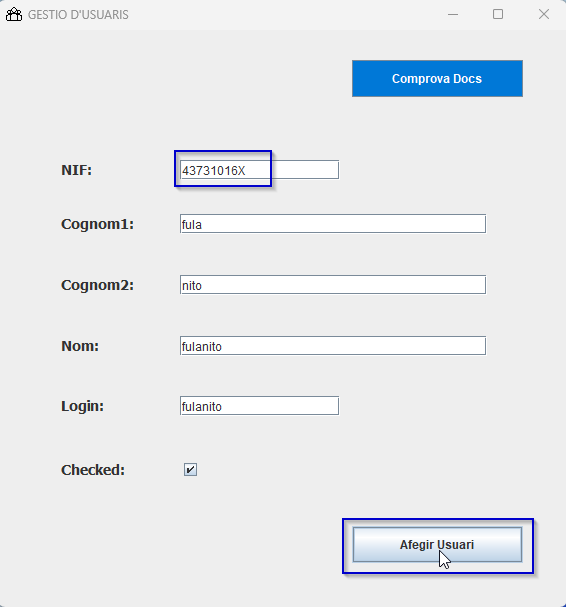 GESTIO D'USUARIS
Comprova Docs
NIF: 43731016X
Cognom1: fula
Cognom2: nito
Nom: fulanito
Login: fulanito
Checked:
Afegir Usuari